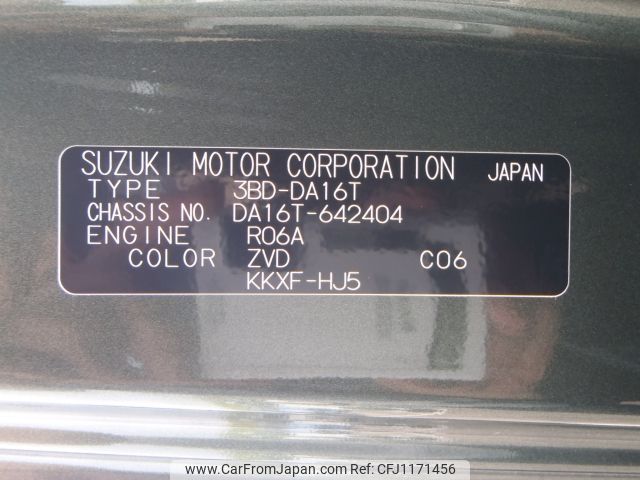 SUZUKI MOTOR CORPORATION JAPAN
TYPE 3BD-DA16T
CHASSIS NO. DA16T-642404
ENGINE R06A
COLOR ZVD C06
KKXF-HJ5
www.CarFromJapan.com Ref-No: CFJ1171456